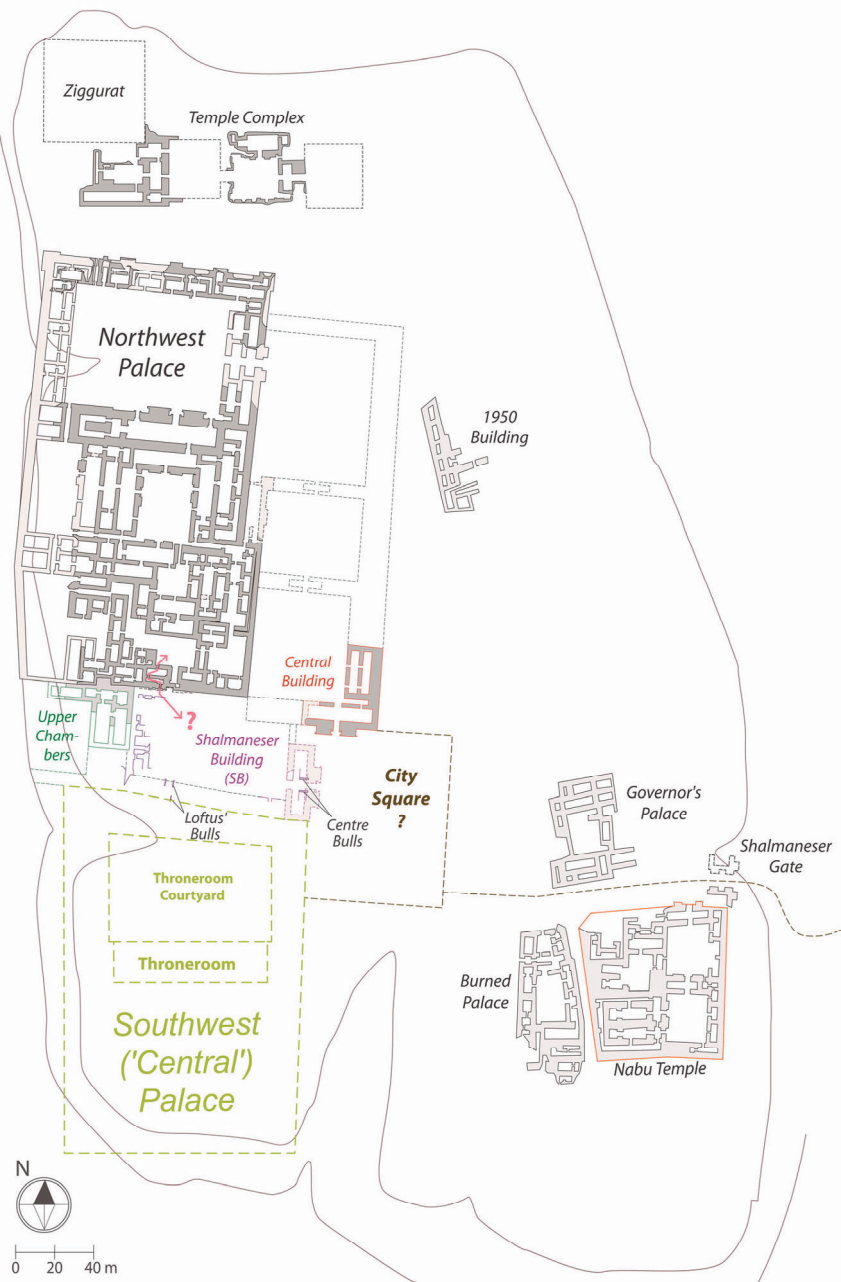 Ziggurat
Temple Complex
Northwest
Palace
1950
Building
Central
Building
Upper
Cham-
bers
?
Shalmaneser
Building
(SB)
City
Square
?
Loftus'
Bulls
Centre
Bulls
Governor's
Palace
Shalmaneser
Gate
Throneroom
Courtyard
Throneroom
Burned
Palace
Southwest
('Central')
Palace
Nabu Temple
N
0 20 40 m